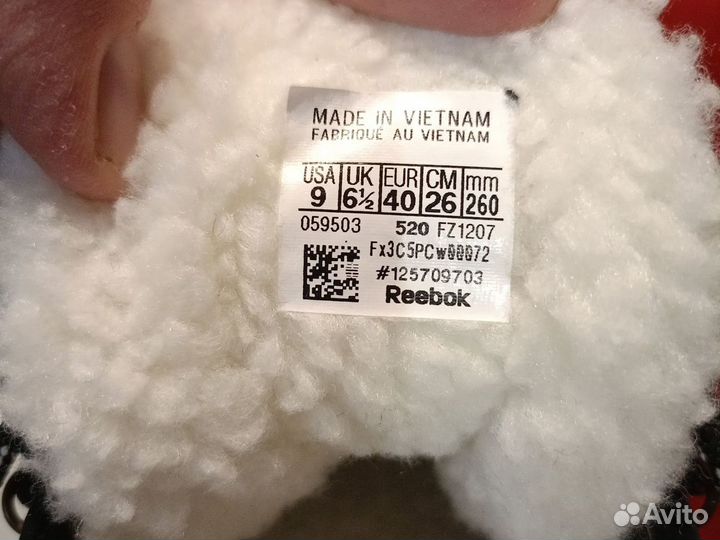 MADE IN VIETNAM
FABRIQUÉ AU VIETNAM
USA UK EUR CM mm
9 6½ 40 26 260
059503 520 FZ1207
Fx3C5PCw00072
#125709703
Reebok
Avito